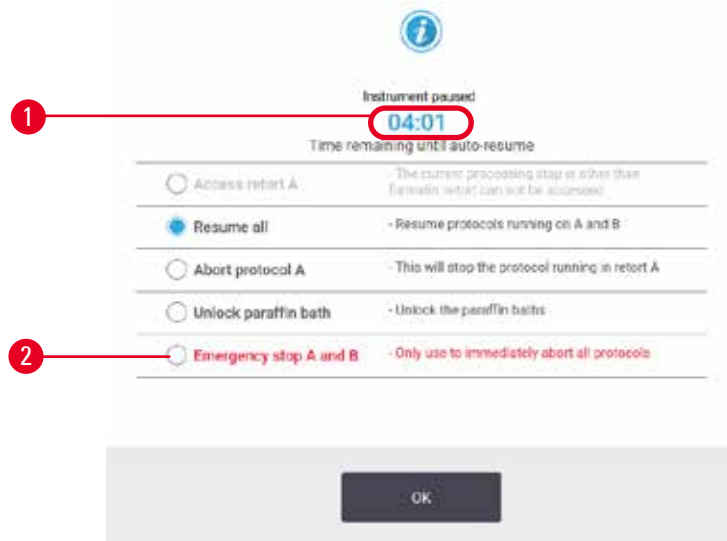 i
Instrument paused
1
04:01
Time remaining until auto-resume
Access retort A
- The current processing step is other than
formalin retort can not be accessed
Resume all
- Resume protocols running on A and B
Abort protocol A
- This will stop the protocol running in retort A
Unlock paraffin bath
- Unlock the paraffin baths
2
Emergency stop A and B
- Only use to immediately abort all protocols
OK